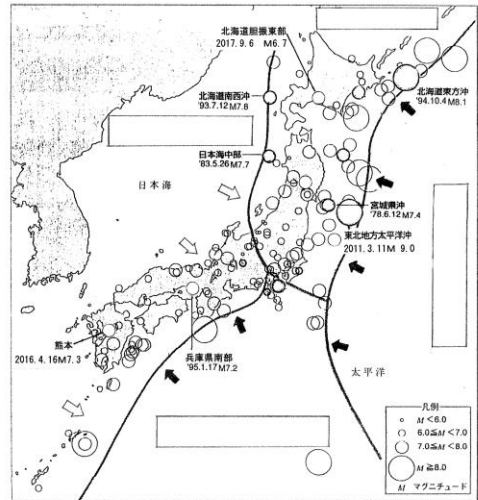 北海道胆振東部
2017.9.6 M6.7
北海道南西沖
'93.7.12 M7.8
北海道東方沖
'94.10.4 M8.1
日本海中部
'83.5.26 M7.7
日本海
宮城県沖
'78.6.12 M7.4
東北地方太平洋沖
2011.3.11M 9.0
熊本
2016.4.16M7.3
兵庫県南部
'95.1.17 M7.2
太平洋
凡例
M<6.0
6.0≦M<7.0
7.0≦M<8.0
M≧8.0
M マグニチュード